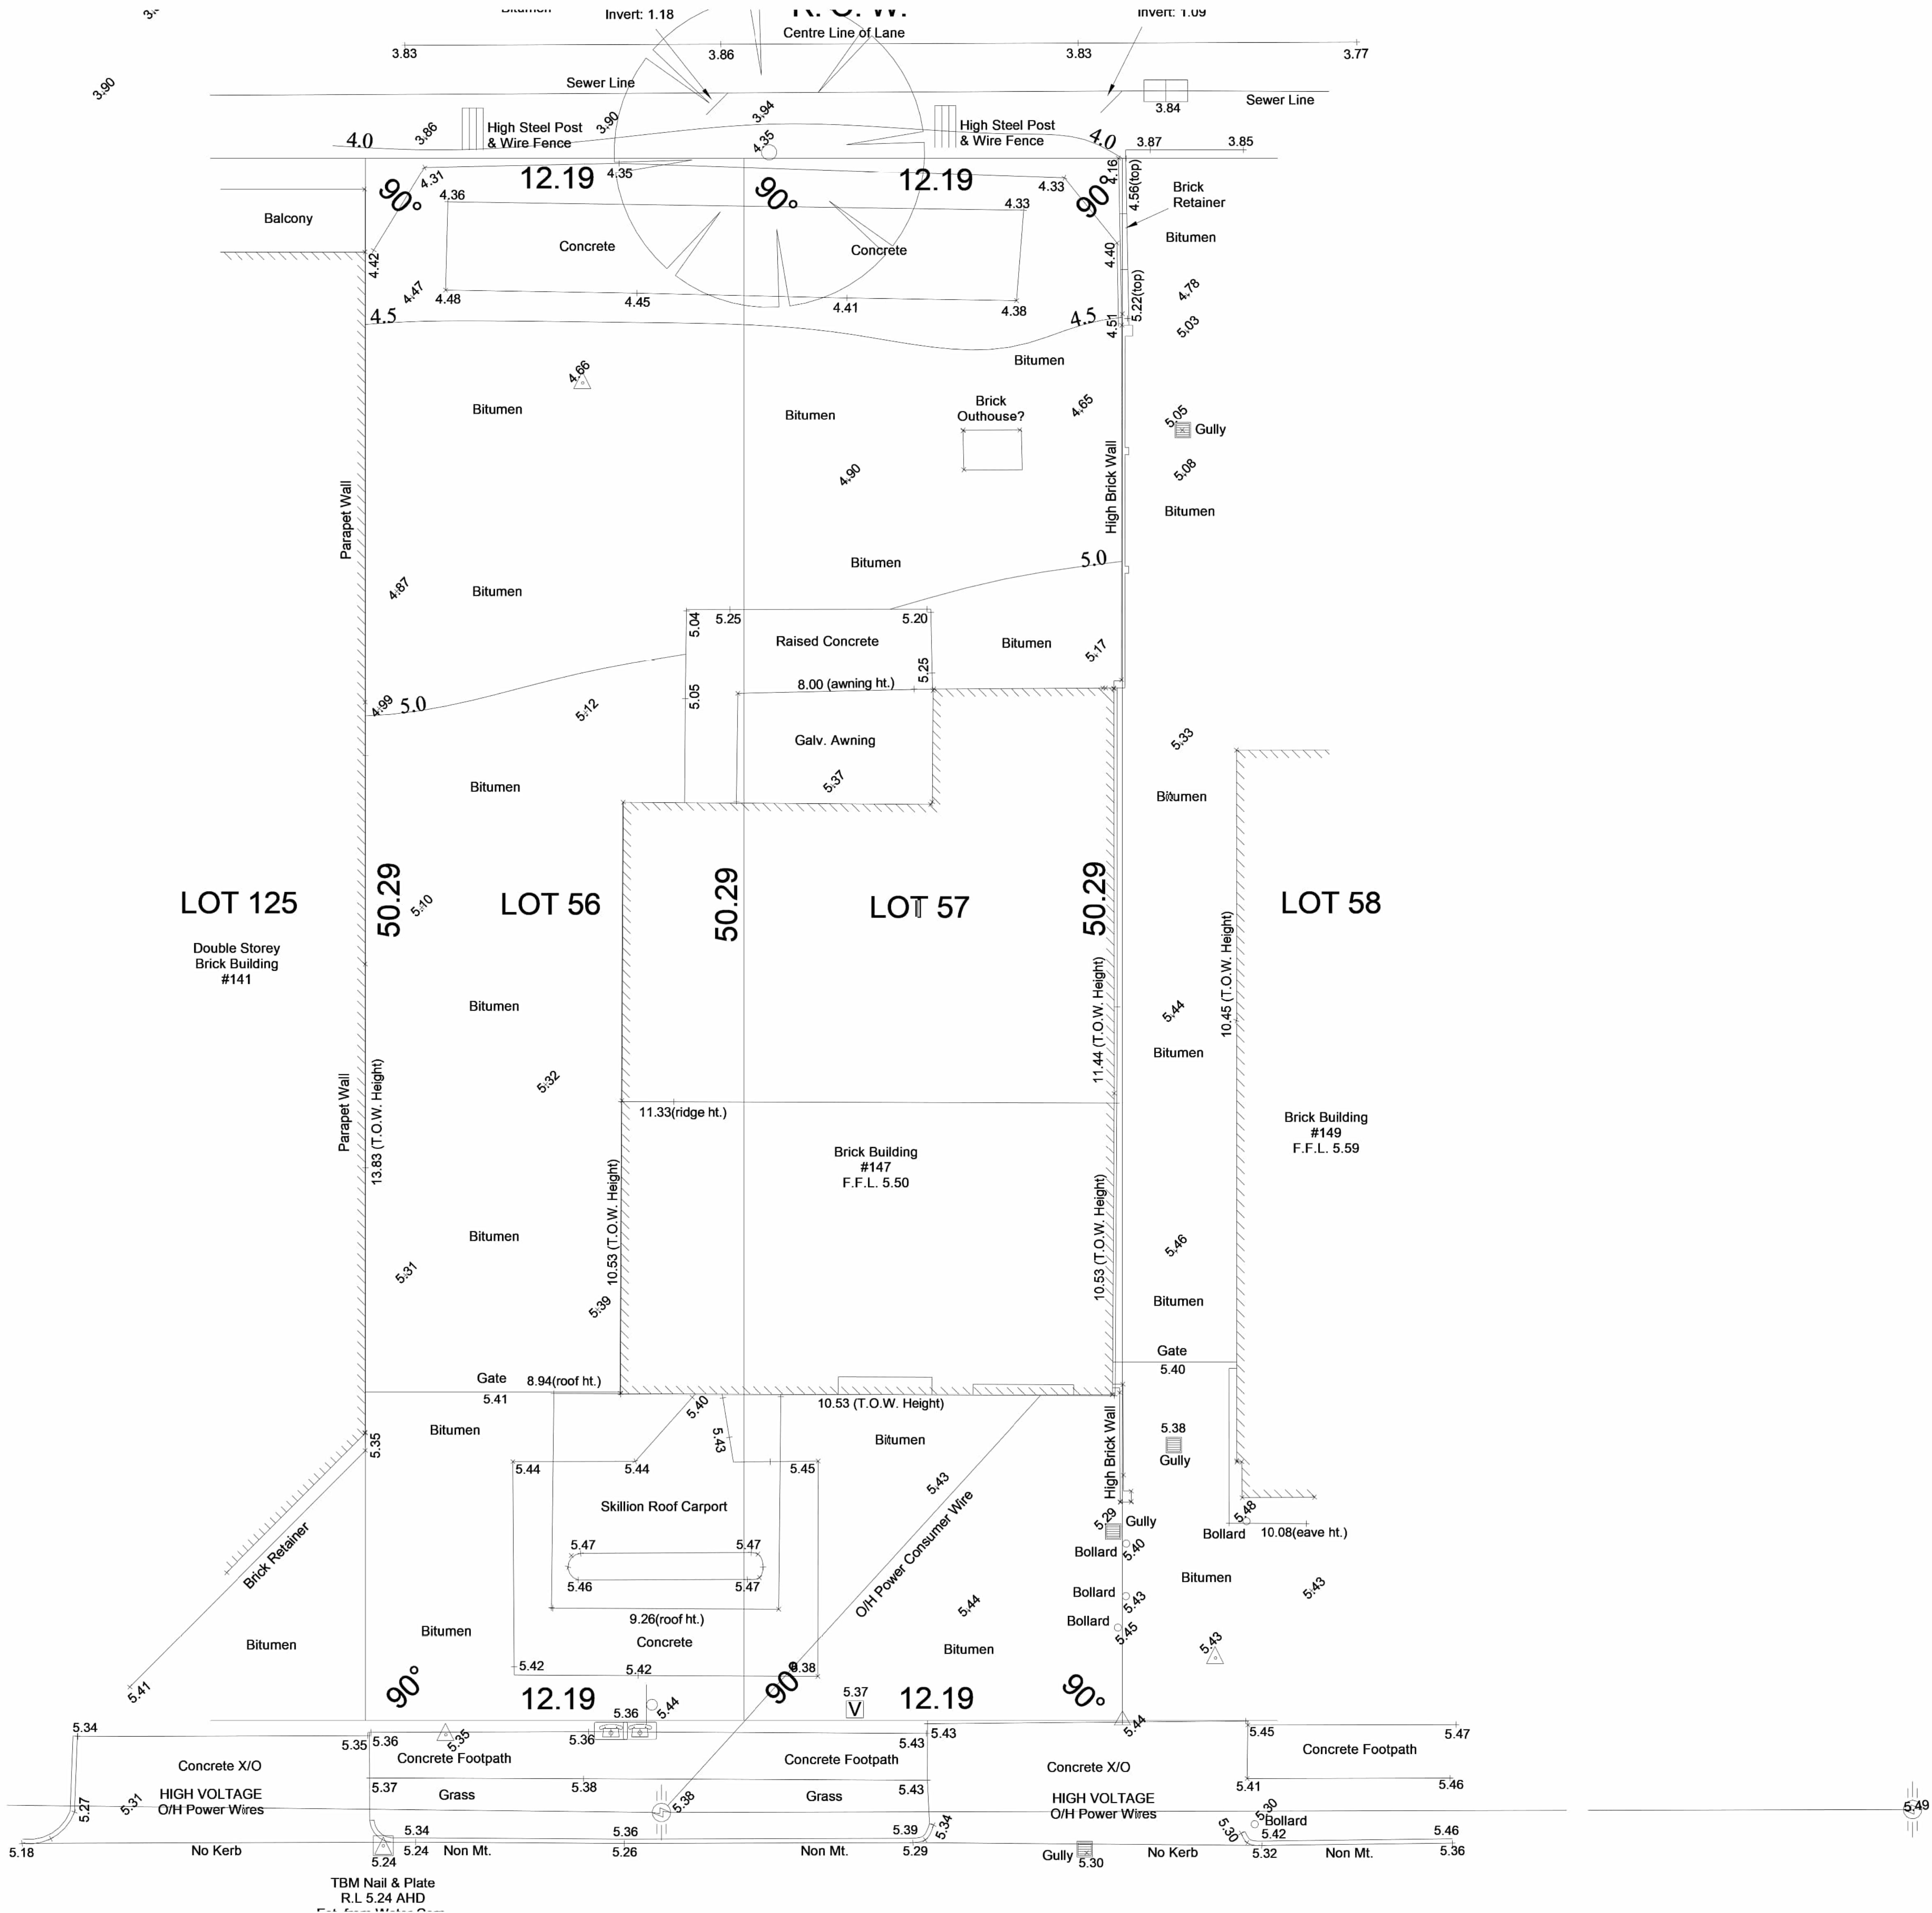 Invert: 1.18
R. O. W.
Invert: 1.09
Centre Line of Lane
3.83
3.86
3.83
3.77
3.90
Sewer Line
Sewer Line
3.84
3.86
High Steel Post
& Wire Fence
3.90
3.94
High Steel Post
& Wire Fence
4.0
4.35
4.0
3.87
3.85
4.31
12.19
4.35
12.19
4.33
4.16
4.56(top)
90°
90°
90°
4.36
4.33
Brick
Retainer
Balcony
Concrete
Concrete
Bitumen
4.42
4.40
4.47
4.48
4.45
4.41
4.38
5.22(top)
4.78
4.5
4.5
4.51
5.03
Bitumen
4.66
Bitumen
Bitumen
Brick
Outhouse?
4.65
5.05
Gully
4.90
5.08
Parapet Wall
High Brick Wall
Bitumen
Bitumen
5.0
4.87
Bitumen
5.04
5.25
5.20
Raised Concrete
Bitumen
5.17
5.25
8.00 (awning ht.)
4.99
5.0
5.12
5.05
5.33
Galv. Awning
5.37
Bitumen
Bitumen
LOT 125
50.29
5.10
LOT 56
50.29
LOT 57
50.29
LOT 58
Double Storey
Brick Building
#141
10.45 (T.O.W. Height)
Bitumen
11.44 (T.O.W. Height)
5.44
Bitumen
5.32
Parapet Wall
13.83 (T.O.W. Height)
11.33(ridge ht.)
Brick Building
#149
F.F.L. 5.59
Brick Building
#147
F.F.L. 5.50
10.53 (T.O.W. Height)
10.53 (T.O.W. Height)
Bitumen
5.46
5.31
5.39
Bitumen
Gate
5.40
Gate
8.94(roof ht.)
5.41
5.40
10.53 (T.O.W. Height)
Bitumen
5.35
5.43
Bitumen
High Brick Wall
5.38
Gully
5.44
5.44
5.45
5.43
Skillion Roof Carport
O/H Power Consumer Wire
5.29
Gully
5.48
Bollard
10.08(eave ht.)
Brick Retainer
5.47
5.47
Bollard
5.40
5.46
5.47
Bitumen
5.43
Bollard
5.43
9.26(roof ht.)
5.44
Bollard
5.45
Bitumen
Bitumen
Concrete
Bitumen
5.43
5.42
5.42
5.38
5.41
90°
90°
90°
12.19
5.36
5.44
5.37
V
12.19
5.34
5.35
5.36
5.35
5.36
5.43
5.43
5.44
5.45
5.47
Concrete X/O
Concrete Footpath
Concrete Footpath
Concrete X/O
Concrete Footpath
5.37
5.38
5.43
5.41
5.46
HIGH VOLTAGE
O/H Power Wires
Grass
Grass
HIGH VOLTAGE
O/H Power Wires
5.27
5.31
5.38
5.30
Bollard
5.49
5.34
5.36
5.39
5.34
5.30
5.42
5.46
5.18
No Kerb
5.24
5.24
Non Mt.
5.26
Non Mt.
5.29
Gully
5.30
No Kerb
5.32
Non Mt.
5.36
TBM Nail & Plate
R.L 5.24 AHD